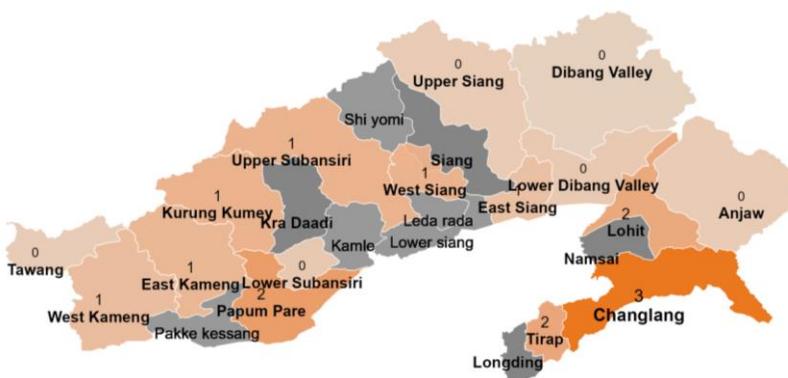 0
Upper Siang
0
Dibang Valley
Shi yomi
1
Upper Subansiri
Siang
1
West Siang
0
Lower Dibang Valley
1
Kurung Kumey
Kra Daadi
Leda rada
East Siang
0
Anjaw
2
Lohit
Namsai
Kamle
Lower siang
0
Tawang
1
East Kameng
0
Lower Subansiri
1
West Kameng
2
Papum Pare
Pakke kessang
3
Changlang
2
Tirap
Longding